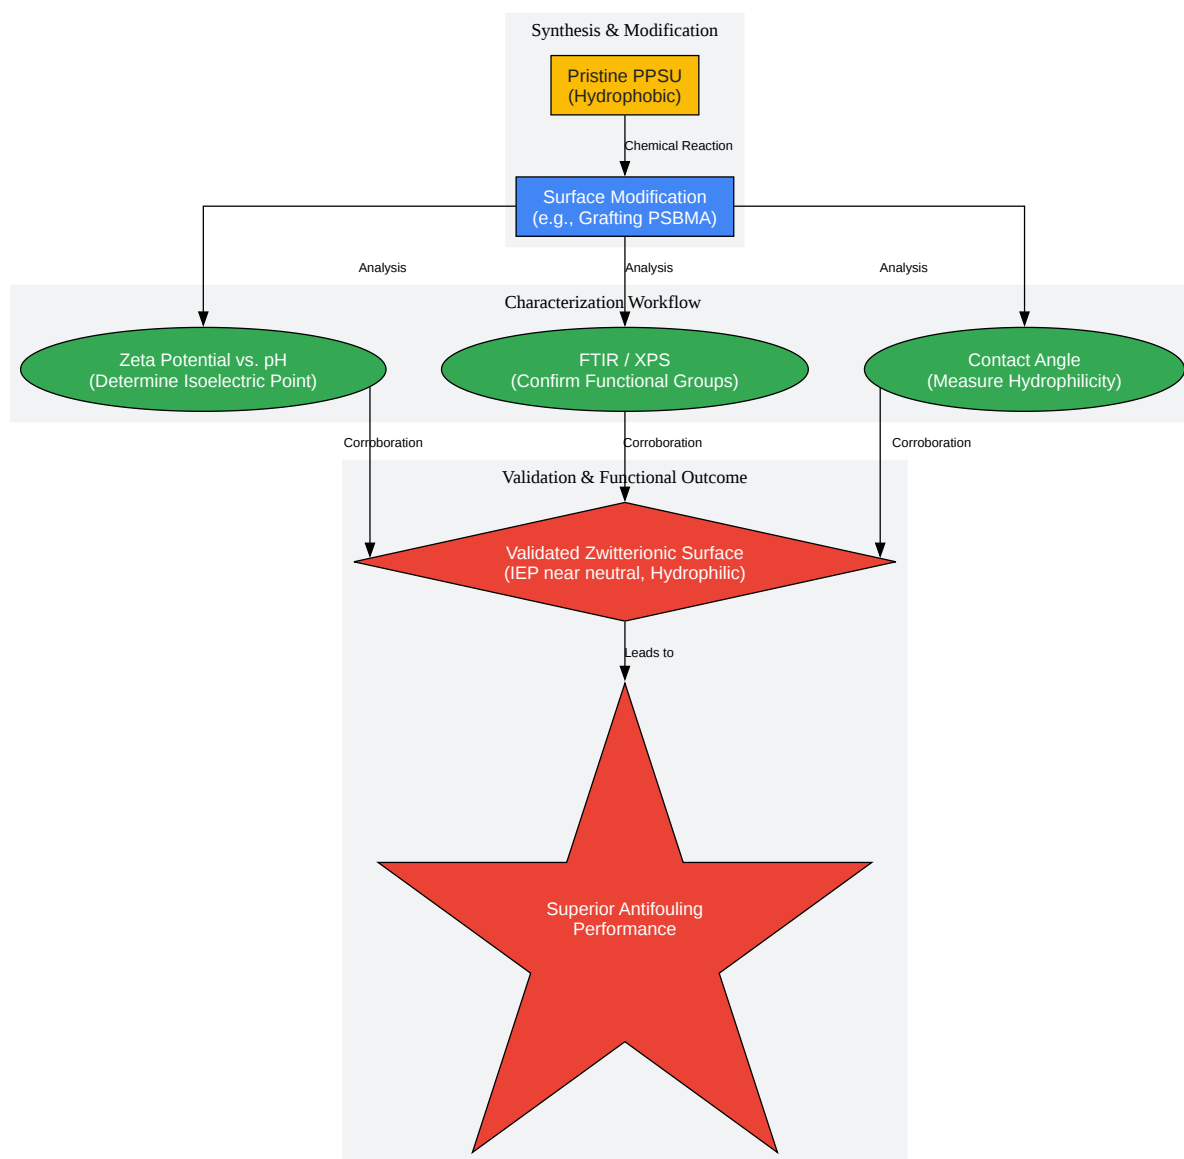 Synthesis & Modification
Pristine PPSU
(Hydrophobic)
Chemical Reaction
Surface Modification
(e.g., Grafting PSBMA)
Analysis
Analysis
Analysis
Characterization Workflow
Zeta Potential vs. pH
(Determine Isoelectric Point)
FTIR / XPS
(Confirm Functional Groups)
Contact Angle
(Measure Hydrophilicity)
Corroboration
Corroboration
Corroboration
Validation & Functional Outcome
Validated Zwitterionic Surface
(IEP near neutral, Hydrophilic)
Leads to
Superior Antifouling
Performance